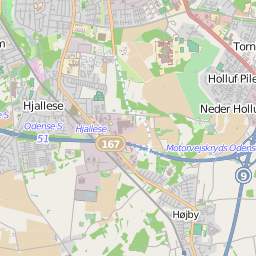 Torn
Holluf Pile
Hjallese
Neder Hollu
Odense S
51
Hjallese
167
Motorvejskryds Odens
9
Højby